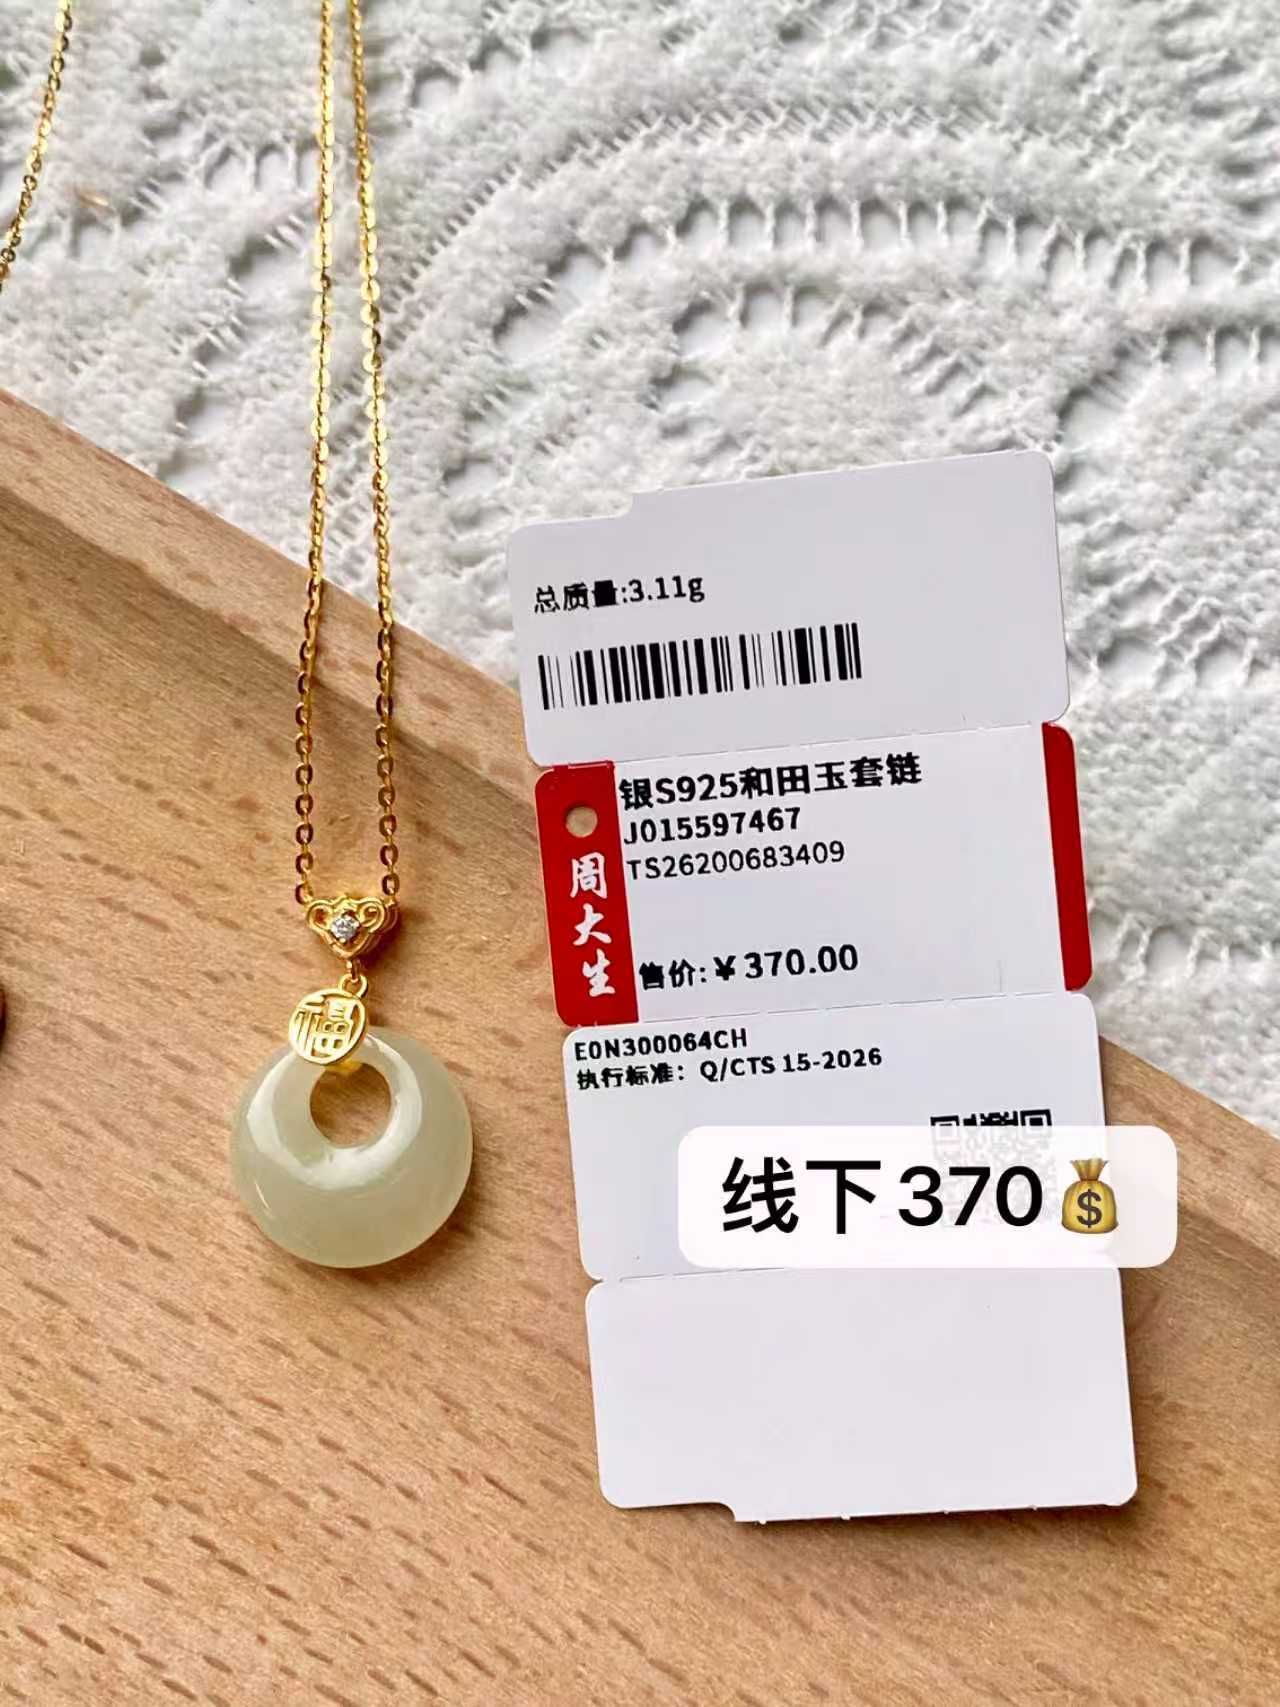 福
总质量:3.11g
银S925和田玉套链
J015597467
TS26200683409
周大生
售价:￥370.00
E0N300064CH
执行标准：Q/CTS 15-2026
线下370